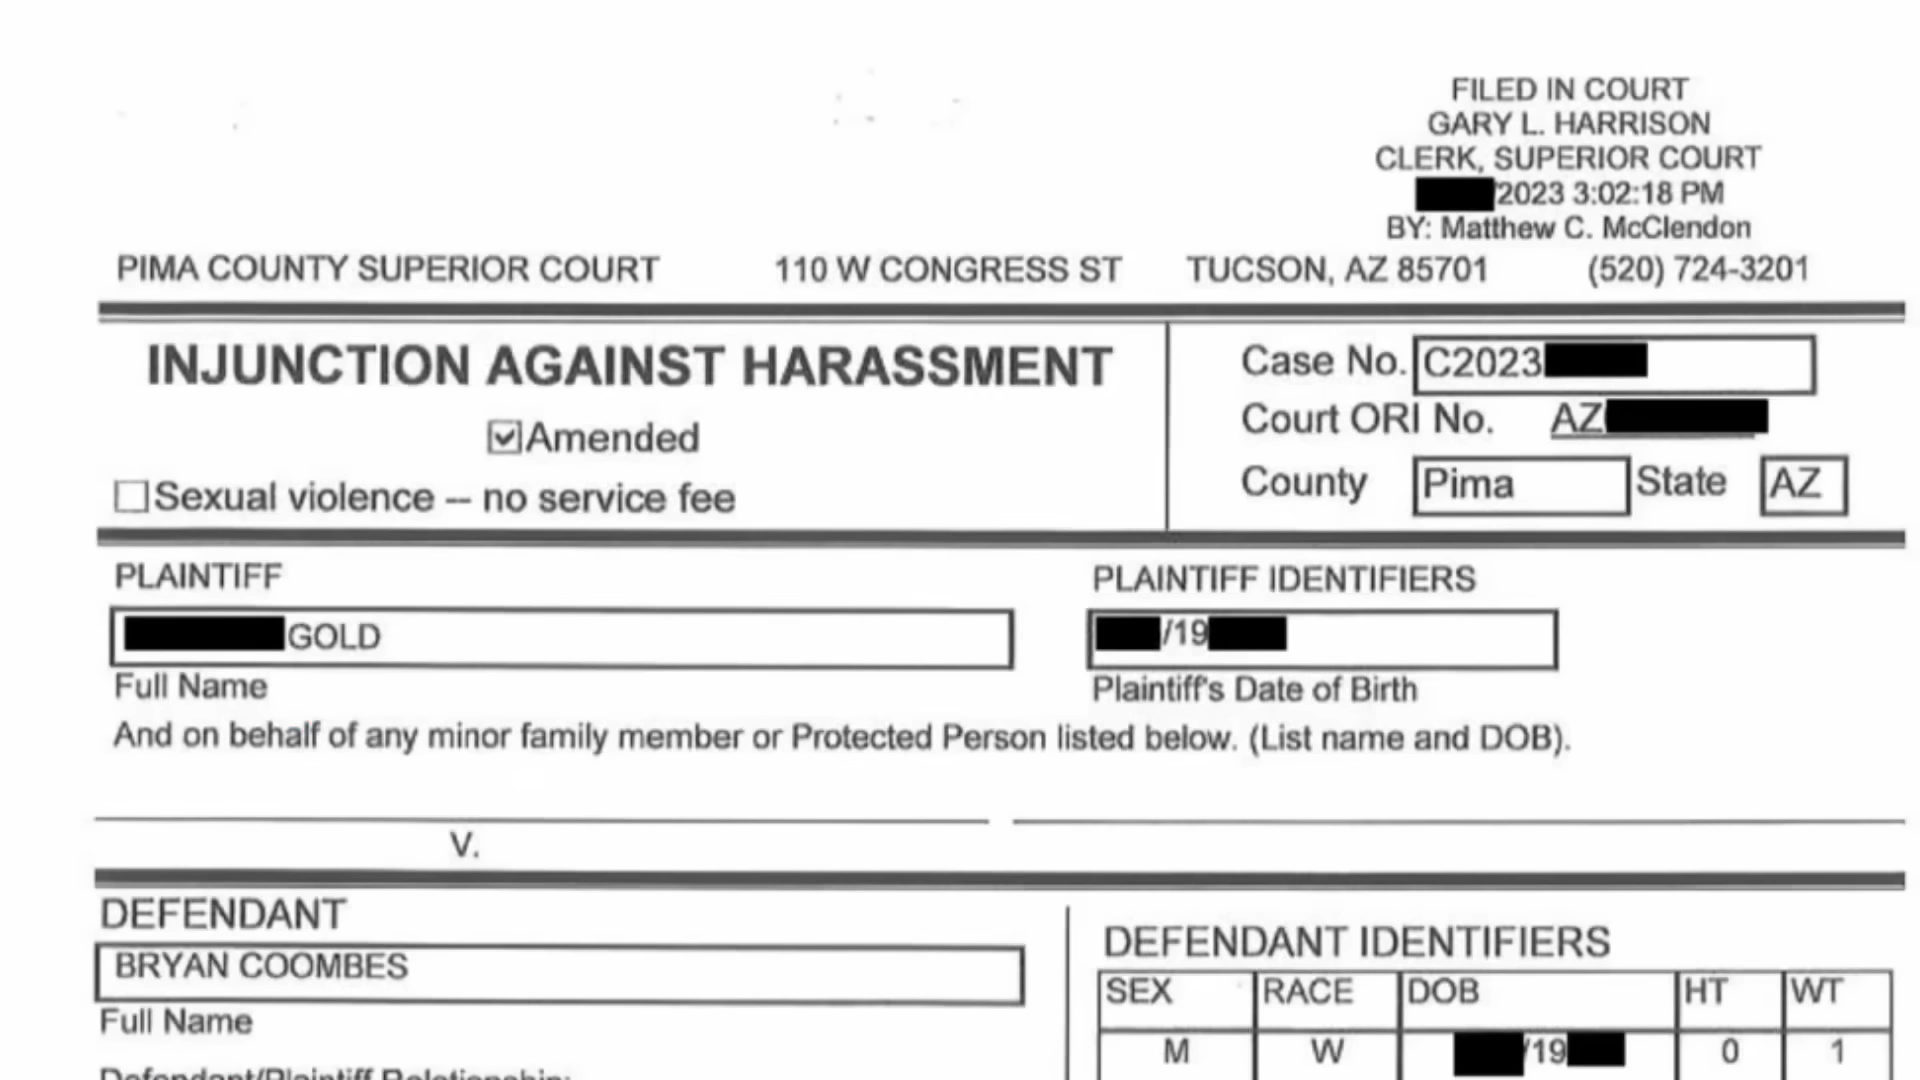 FILED IN COURT
GARY L. HARRISON
CLERK, SUPERIOR COURT
/2023 3:02:18 PM
BY: Matthew C. McClendon
PIMA COUNTY SUPERIOR COURT 110 W CONGRESS ST TUCSON, AZ 85701 (520) 724-3201
INJUNCTION AGAINST HARASSMENT
Amended
Sexual violence -- no service fee
Case No. C2023
Court ORI No. AZ
County Pima State AZ
PLAINTIFF
GOLD
Full Name
PLAINTIFF IDENTIFIERS
/19
Plaintiff's Date of Birth
And on behalf of any minor family member or Protected Person listed below. (List name and DOB).
V.
DEFENDANT
BRYAN COOMBES
Full Name
Defendant/Plaintiff Relationship:
DEFENDANT IDENTIFIERS
SEX RACE DOB HT WT
M W /19 0 1